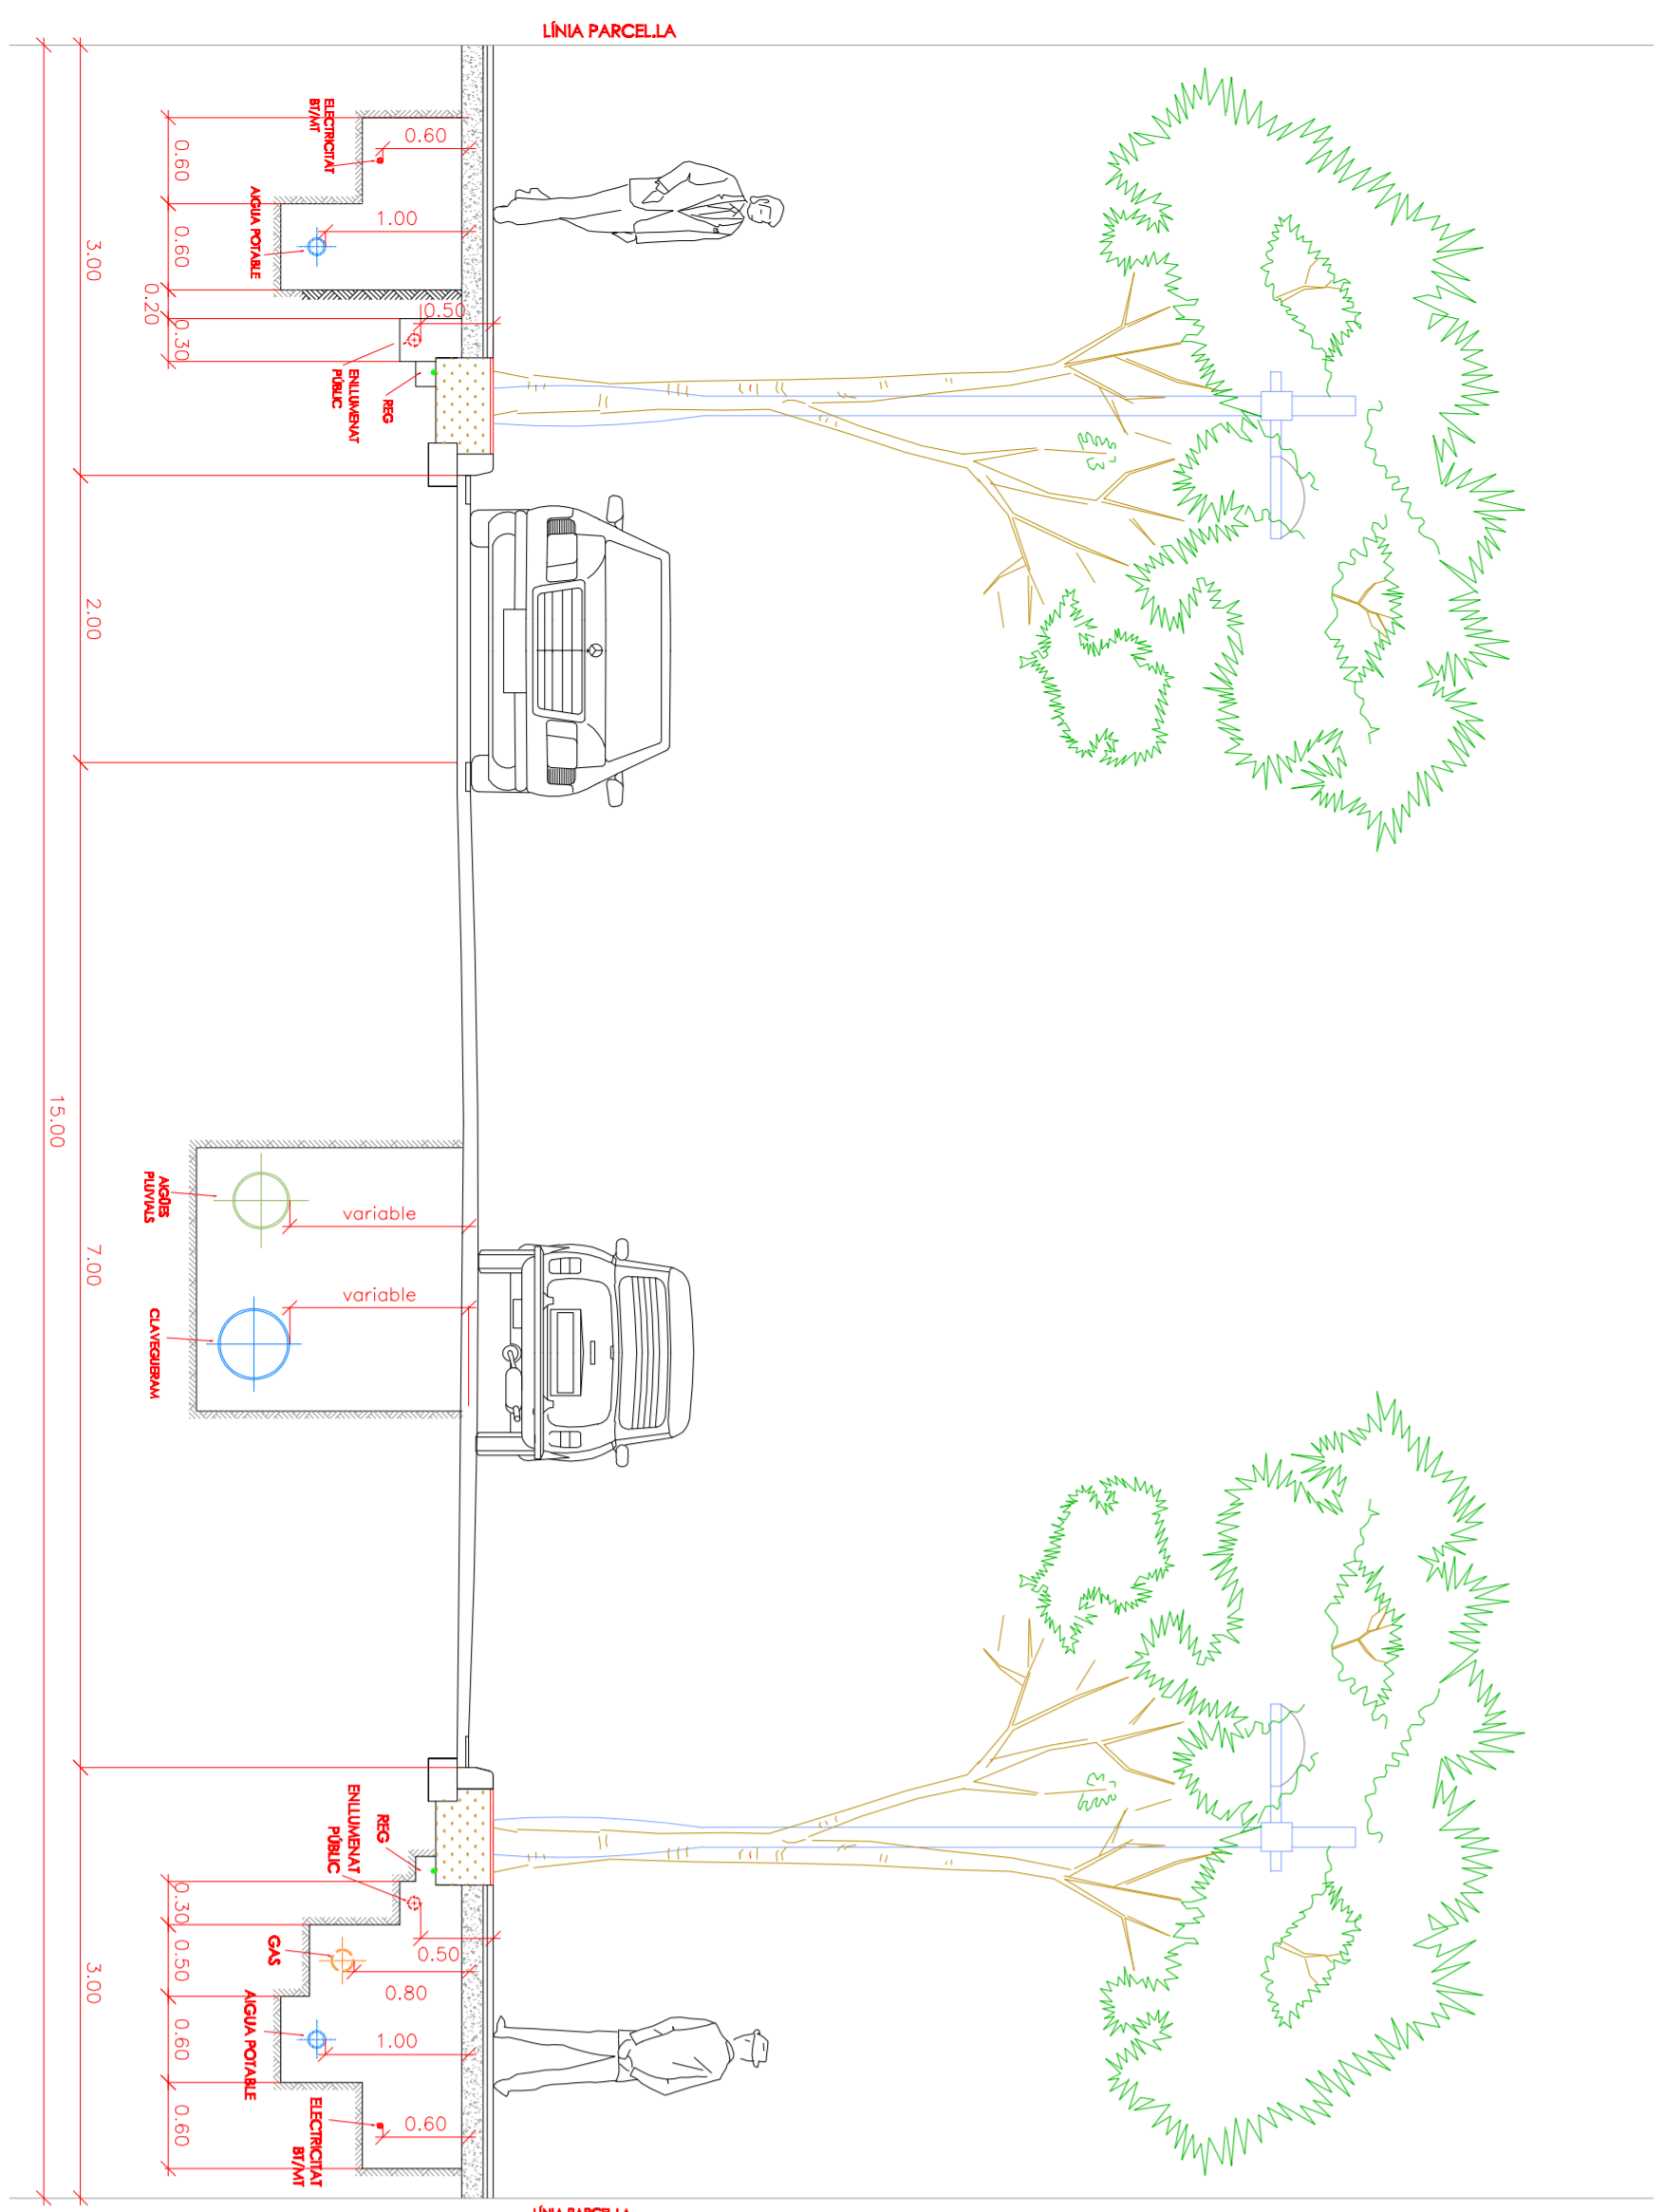 LÍNIA PARCEL.LA
ELECTRICITAT
BT/MT
0.60
0.60
AIGUA POTABLE
1.00
0.60
3.00
0.20
0.30
0.50
ENLLUMENAT
PÚBLIC
REG
2.00
15.00
AIGÜES
PLUVIALS
variable
7.00
variable
CLAVEGUERAM
REG
ENLLUMENAT
PÚBLIC
0.30
0.50
0.50
GAS
0.80
3.00
AIGUA POTABLE
1.00
0.60
ELECTRICITAT
BT/MT
0.60
0.60
LÍNIA PARCEL.LA